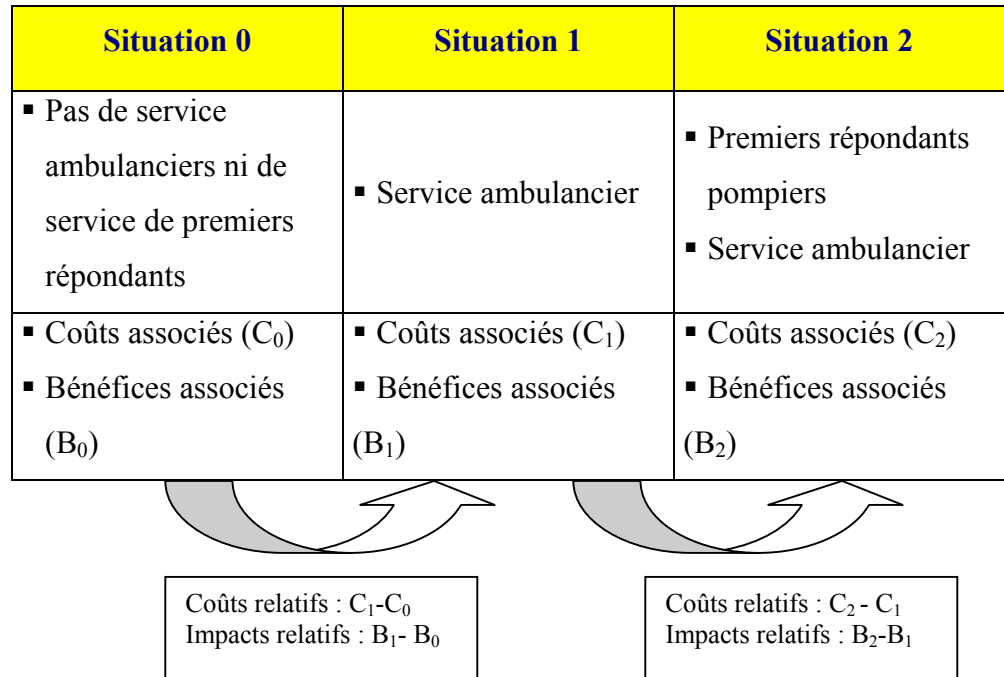 Situation 0
Situation 1
Situation 2
▪ Pas de service
ambulanciers ni de
service de premiers
répondants
▪ Service ambulancier
▪ Premiers répondants
pompiers
▪ Service ambulancier
▪ Coûts associés (C₀)
▪ Bénéfices associés
(B₀)
▪ Coûts associés (C₁)
▪ Bénéfices associés
(B₁)
▪ Coûts associés (C₂)
▪ Bénéfices associés
(B₂)
Coûts relatifs : C₁-C₀
Impacts relatifs : B₁- B₀
Coûts relatifs : C₂ - C₁
Impacts relatifs : B₂-B₁